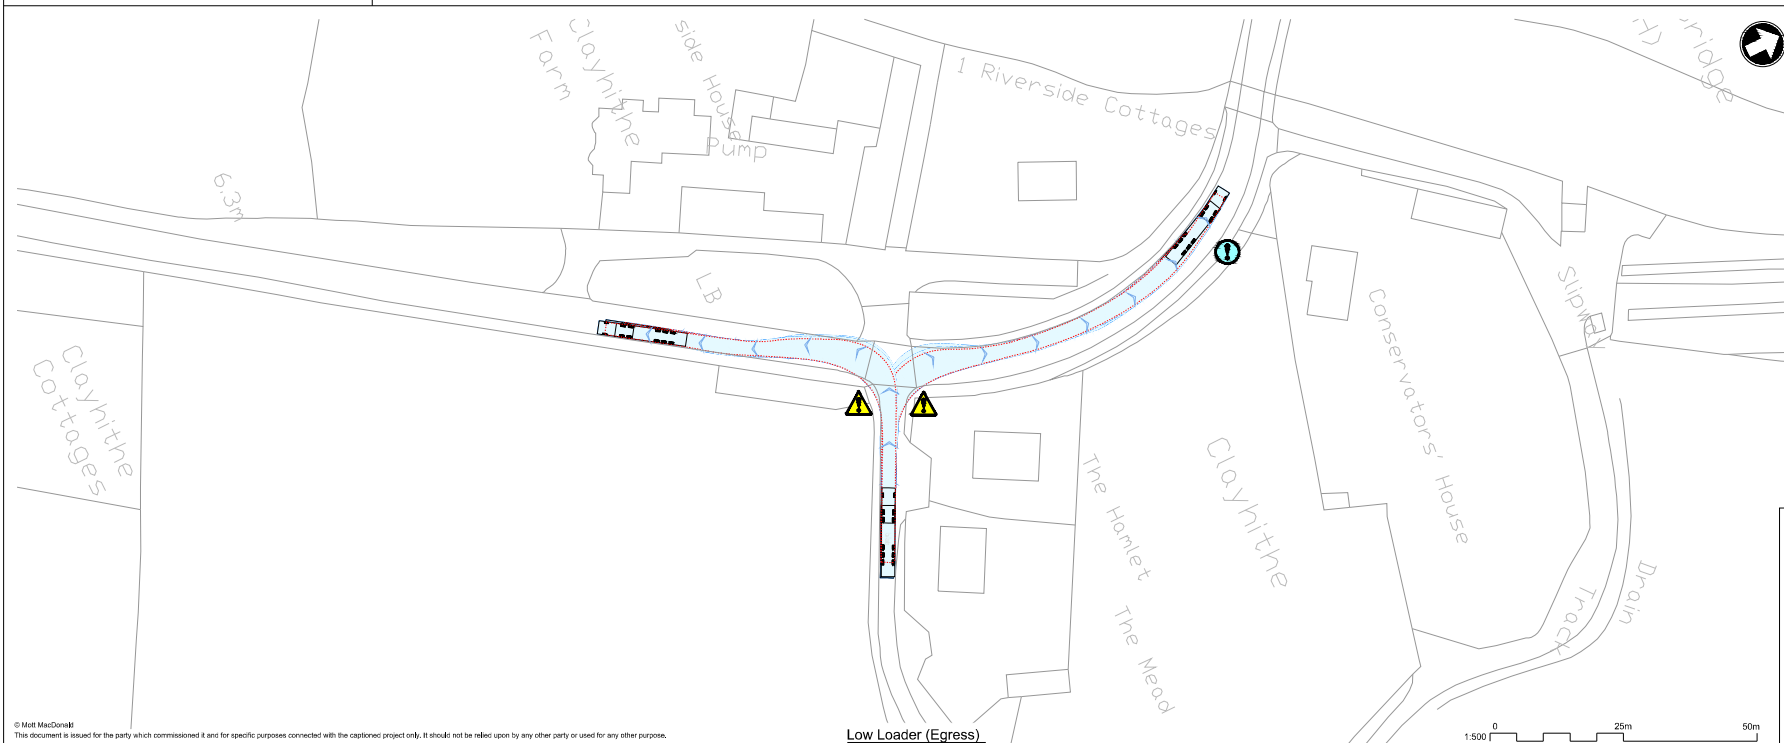 Clayhithe
Farm
side House
Pump
1 Riverside Cottages
6.3m
LB
Clayhithe
Cottages
Slipway
Conservators' House
Clayhithe
The Hamlet
The Mead
Drain
Track
© Mott MacDonald
This document is issued for the party which commissioned it and for specific purposes connected with the captioned project only. It should not be relied upon by any other party or used for any other purpose.
Low Loader (Egress)
1:500
0 25m 50m